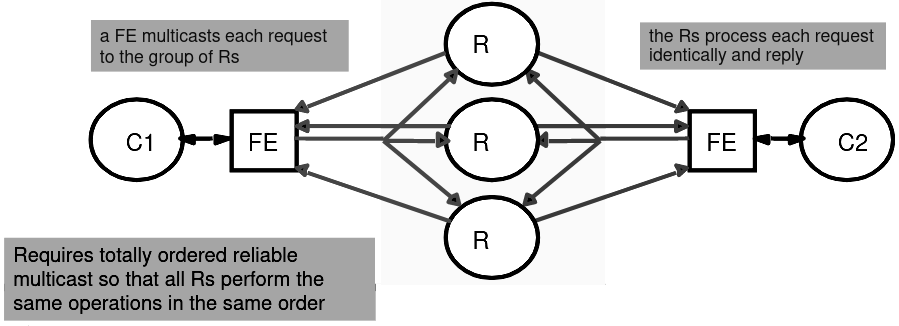 a FE multicasts each request
to the group of Rs
the Rs process each request
identically and reply
R
C1
FE
R
FE
C2
R
Requires totally ordered reliable
multicast so that all Rs perform the
same operations in the same order